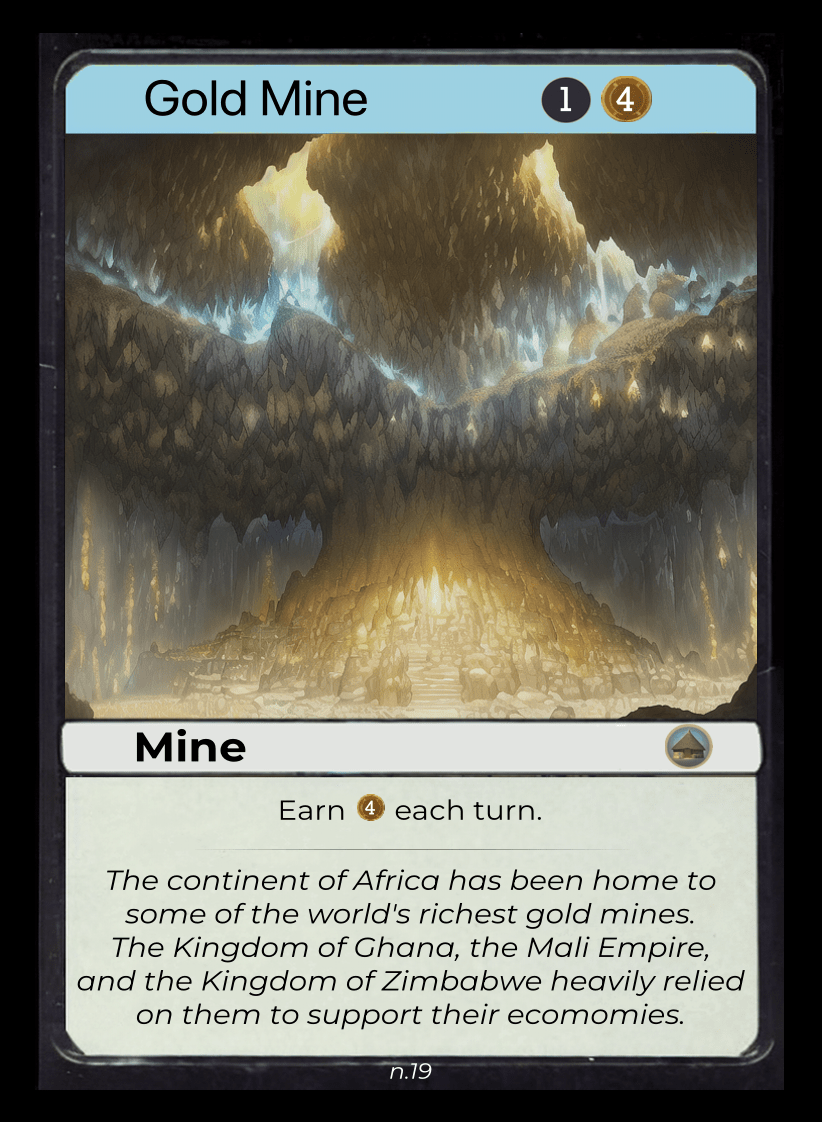 Gold Mine 1 4
Mine
Earn 4 each turn.
The continent of Africa has been home to
some of the world's richest gold mines.
The Kingdom of Ghana, the Mali Empire,
and the Kingdom of Zimbabwe heavily relied
on them to support their ecomomies.
n.19